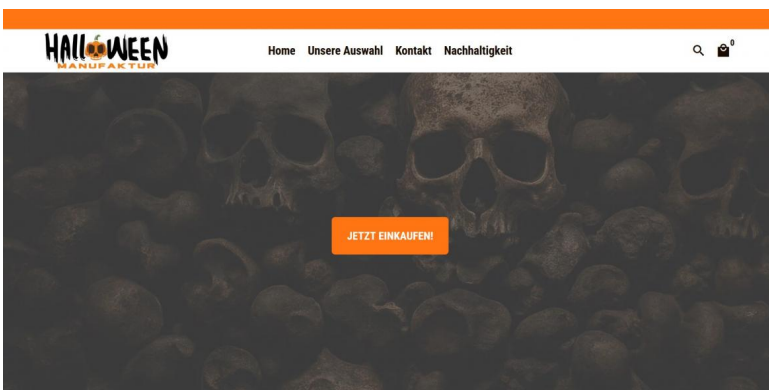 HALLOWEEN
MANUFAKTUR
Home Unsere Auswahl Kontakt Nachhaltigkeit
0
JETZT EINKAUFEN!